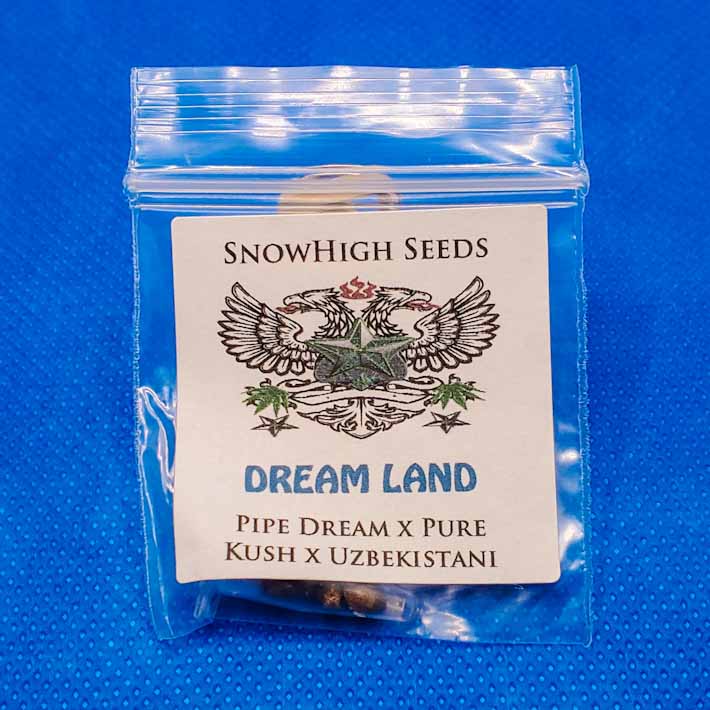 SnowHigh Seeds
DREAM LAND
Pipe Dream x Pure
Kush x Uzbekistani